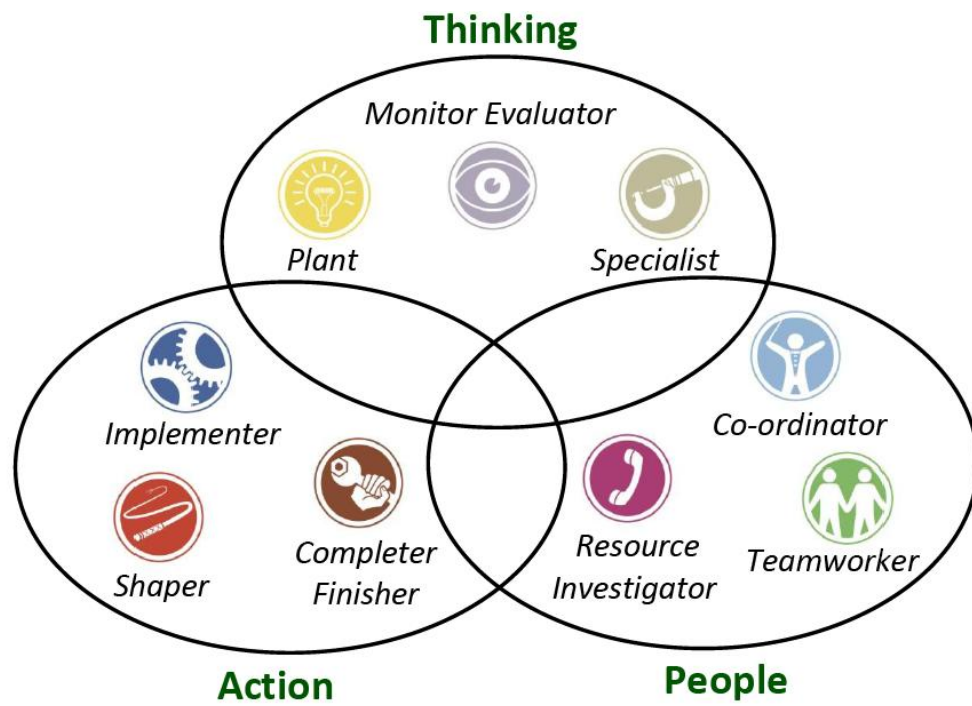 Thinking
Monitor Evaluator
Plant
Specialist
Implementer
Co-ordinator
Shaper
Completer
Finisher
Resource
Investigator
Teamworker
Action
People